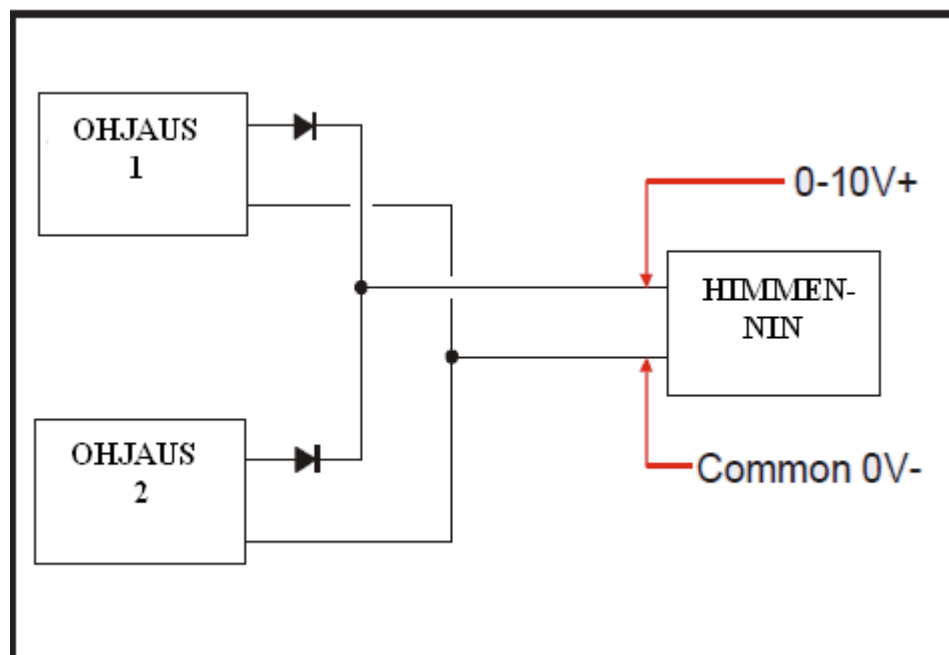 OHJAUS
1
0-10V+
HIMMEN-
NIN
OHJAUS
2
Common 0V-